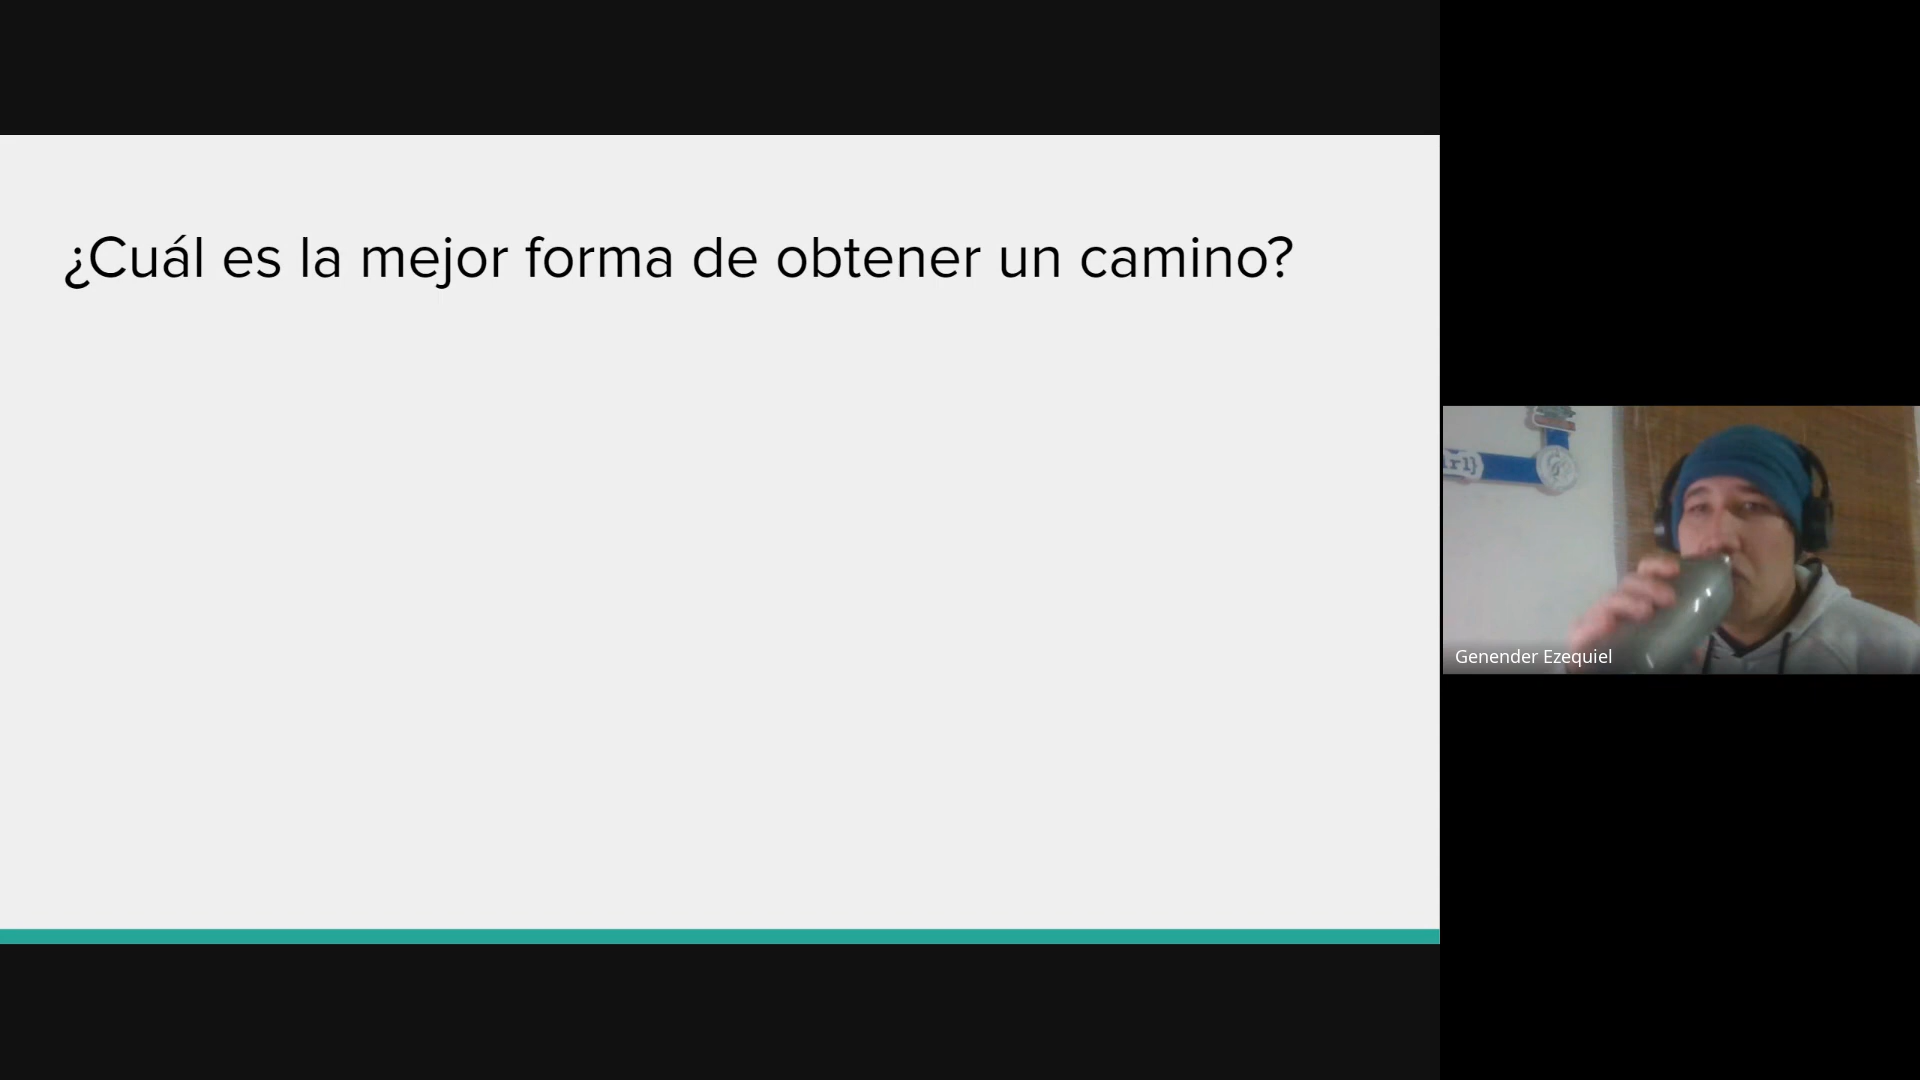 ¿Cuál es la mejor forma de obtener un camino?
Genender Ezequiel